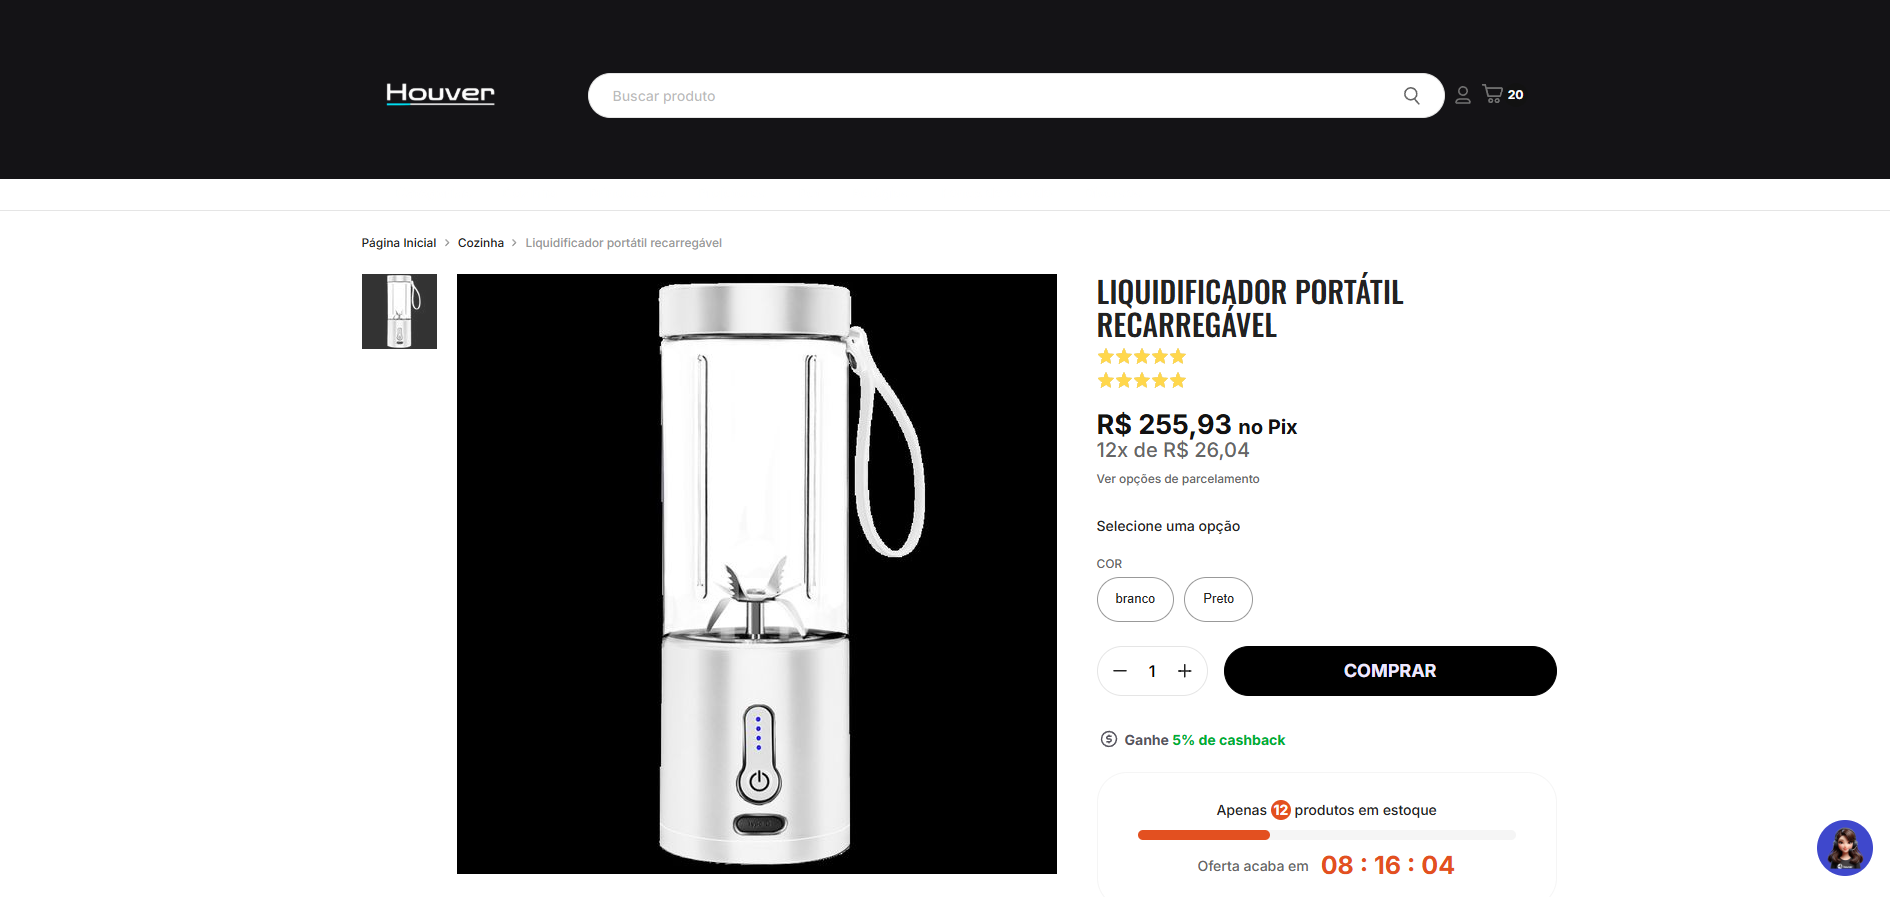 Houver
Buscar produto
20
Página Inicial > Cozinha > Liquidificador portátil recarregável
LIQUIDIFICADOR PORTÁTIL
RECARREGÁVEL
R$ 255,93 no Pix
12x de R$ 26,04
Ver opções de parcelamento
Selecione uma opção
COR
branco Preto
1 COMPRAR
Ganhe 5% de cashback
Apenas 12 produtos em estoque
Oferta acaba em 08 : 16 : 04